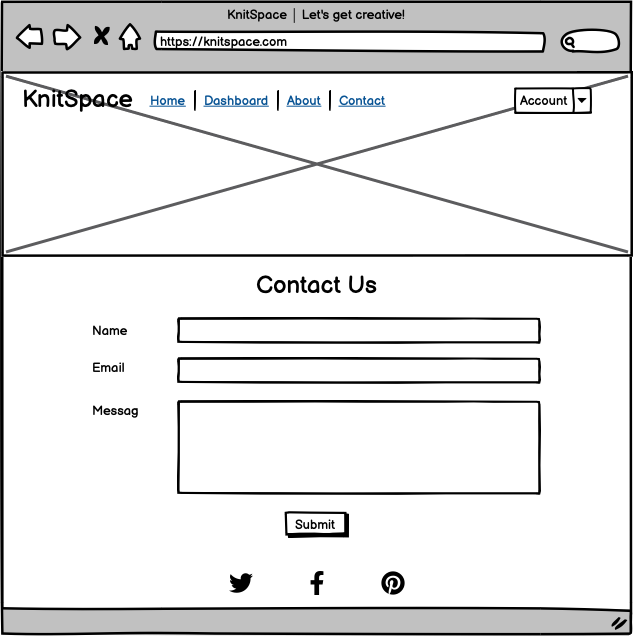 KnitSpace | Let's get creative!
https://knitspace.com
KnitSpace Home | Dashboard | About | Contact Account
Contact Us
Name
Email
Messag
Submit